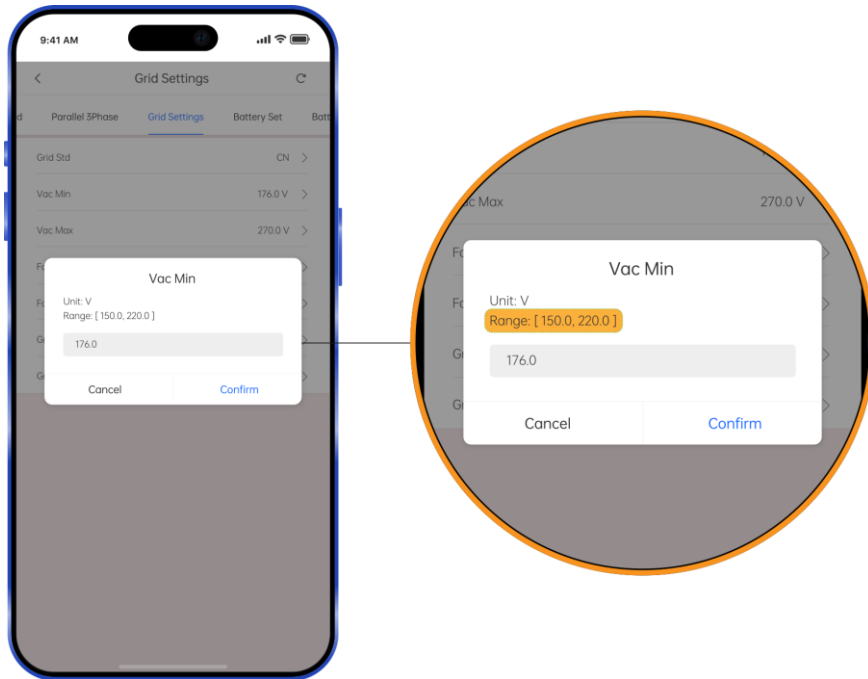 9:41 AM
Grid Settings
d Parallel 3Phase Grid Settings Battery Set Batt
Grid Std CN
Vac Min 176.0 V
Vac Max 270.0 V
Vac Min
Unit: V
Range: [ 150.0, 220.0 ]
176.0
Cancel Confirm
ac Max 270.0 V
Vac Min
Unit: V
Range: [ 150.0, 220.0 ]
176.0
Cancel Confirm